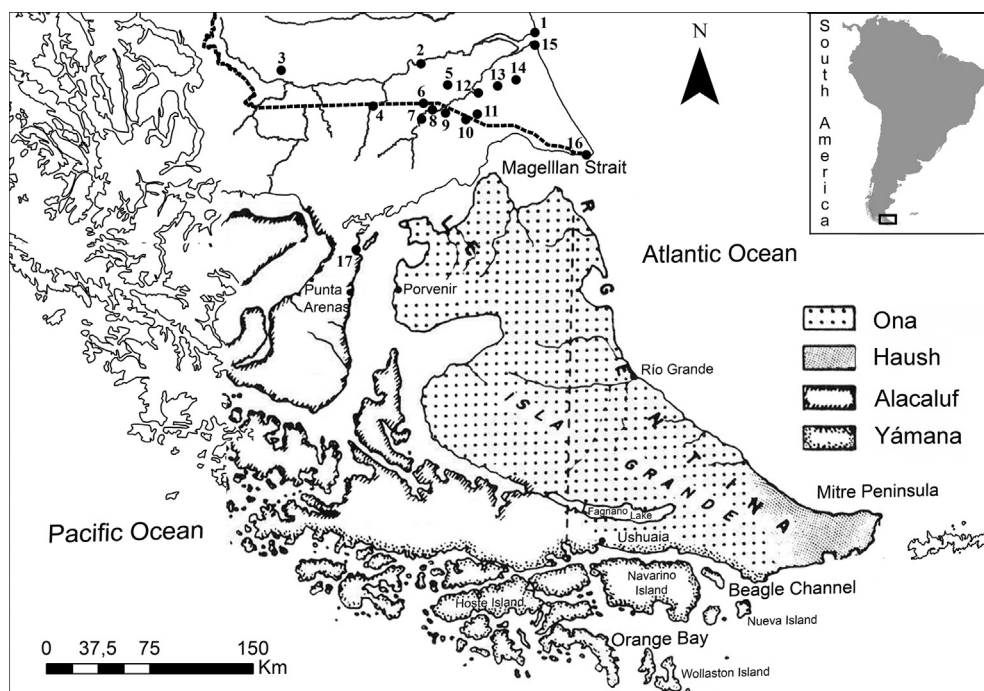 1
15
2
3
N
5
12
13
14
6
4
7
8
9
10
11
16
Magelllan Strait
South America
Atlantic Ocean
17
Punta
Arenas
Porvenir
Río Grande
ISLA
GRANDE
ARGENTINA
Ona
Haush
Alacaluf
Yámana
Mitre Peninsula
Pacific Ocean
Fagnano Lake
Ushuaia
Navarino
Island
Beagle Channel
Hoste Island
Nueva Island
Orange Bay
Wollaston Island
0 37,5 75 150
Km